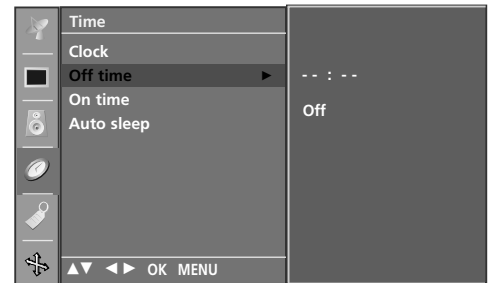 Time
Clock
Off time ►
On time
Auto sleep
▲▼ ◄► OK MENU
-- : --
Off